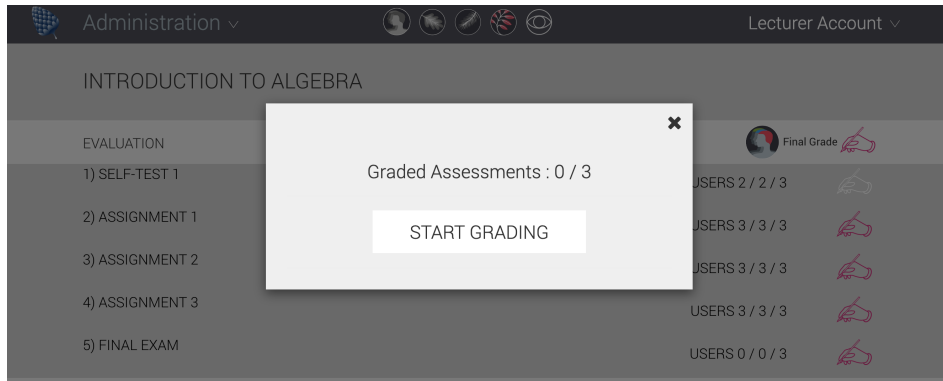 Administration
Lecturer Account
INTRODUCTION TO ALGEBRA
EVALUATION
Final Grade
1) SELF-TEST 1
USERS 2 / 2 / 3
2) ASSIGNMENT 1
USERS 3 / 3 / 3
3) ASSIGNMENT 2
USERS 3 / 3 / 3
4) ASSIGNMENT 3
USERS 3 / 3 / 3
5) FINAL EXAM
USERS 0 / 0 / 3
Graded Assessments : 0 / 3
START GRADING